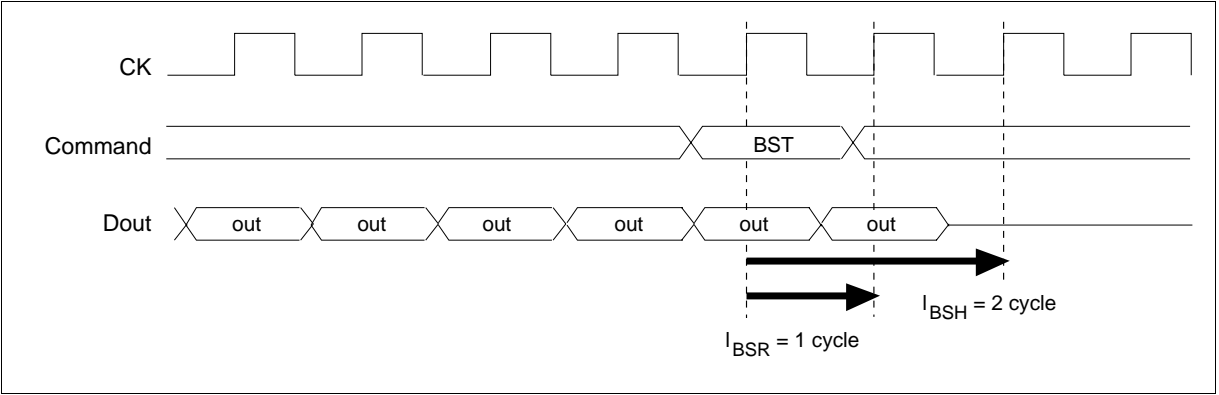 CK
Command
BST
Dout
out out out out out out
IBSH = 2 cycle
IBSR = 1 cycle